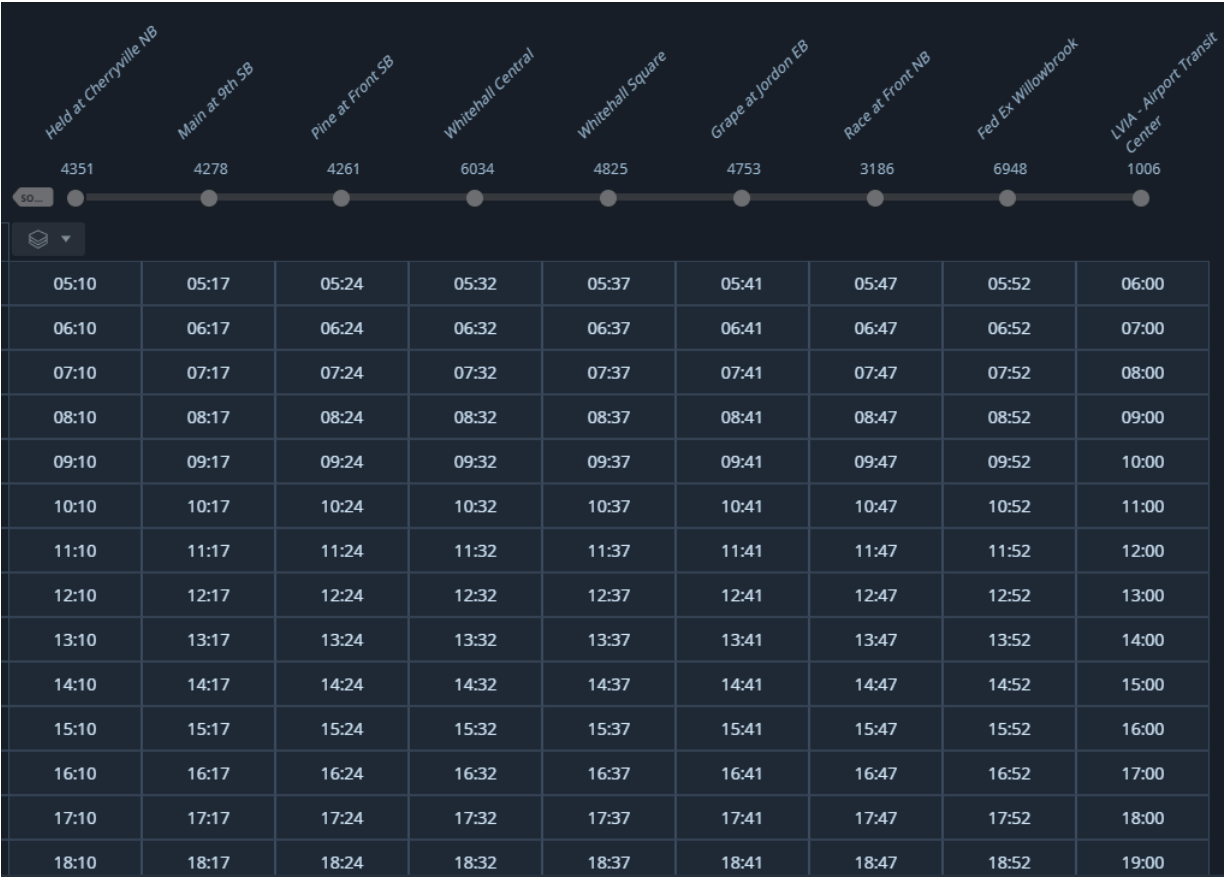 Held at Cherryville NB
Main at 9th SB
Pine at Front SB
Whitehall Central
Whitehall Square
Grape at Jordon EB
Race at Front NB
Fed Ex Willowbrook
LVIA - Airport Transit
Center
4351 4278 4261 6034 4825 4753 3186 6948 1006
SO...
05:10 05:17 05:24 05:32 05:37 05:41 05:47 05:52 06:00
06:10 06:17 06:24 06:32 06:37 06:41 06:47 06:52 07:00
07:10 07:17 07:24 07:32 07:37 07:41 07:47 07:52 08:00
08:10 08:17 08:24 08:32 08:37 08:41 08:47 08:52 09:00
09:10 09:17 09:24 09:32 09:37 09:41 09:47 09:52 10:00
10:10 10:17 10:24 10:32 10:37 10:41 10:47 10:52 11:00
11:10 11:17 11:24 11:32 11:37 11:41 11:47 11:52 12:00
12:10 12:17 12:24 12:32 12:37 12:41 12:47 12:52 13:00
13:10 13:17 13:24 13:32 13:37 13:41 13:47 13:52 14:00
14:10 14:17 14:24 14:32 14:37 14:41 14:47 14:52 15:00
15:10 15:17 15:24 15:32 15:37 15:41 15:47 15:52 16:00
16:10 16:17 16:24 16:32 16:37 16:41 16:47 16:52 17:00
17:10 17:17 17:24 17:32 17:37 17:41 17:47 17:52 18:00
18:10 18:17 18:24 18:32 18:37 18:41 18:47 18:52 19:00